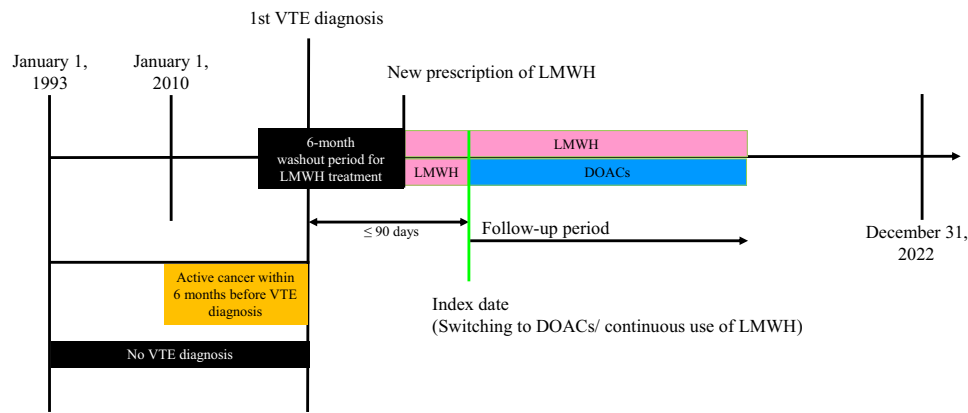 1st VTE diagnosis
January 1,
1993
January 1,
2010
New prescription of LMWH
6-month
washout period for
LMWH treatment
LMWH
LMWH
DOACs
≤ 90 days
Follow-up period
December 31,
2022
Active cancer within
6 months before VTE
diagnosis
Index date
(Switching to DOACs/ continuous use of LMWH)
No VTE diagnosis